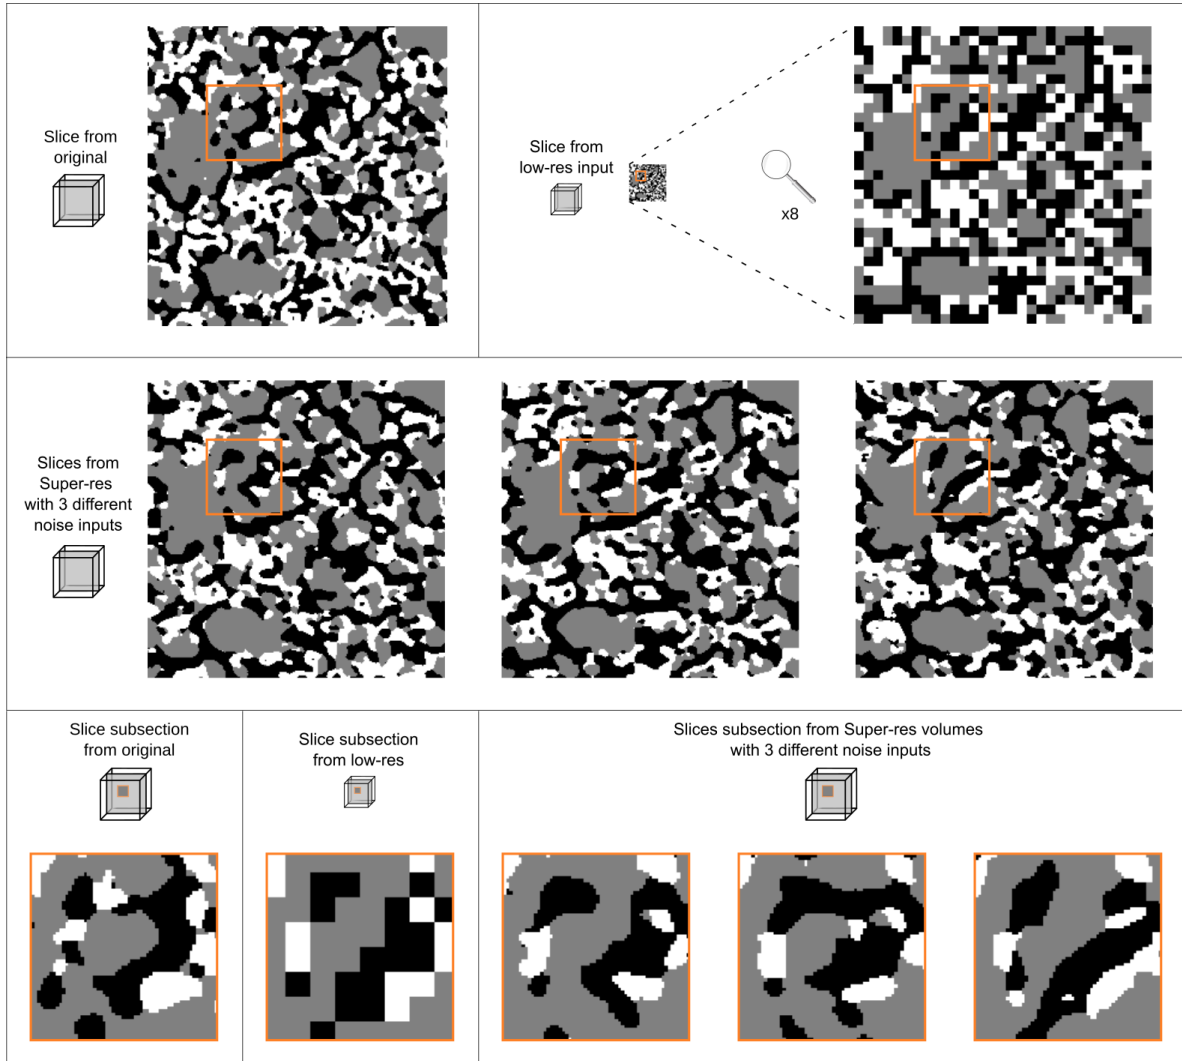 Slice from
original
Slice from
low-res input
x8
Slices from
Super-res
with 3 different
noise inputs
Slice subsection
from original
Slice subsection
from low-res
Slices subsection from Super-res volumes
with 3 different noise inputs